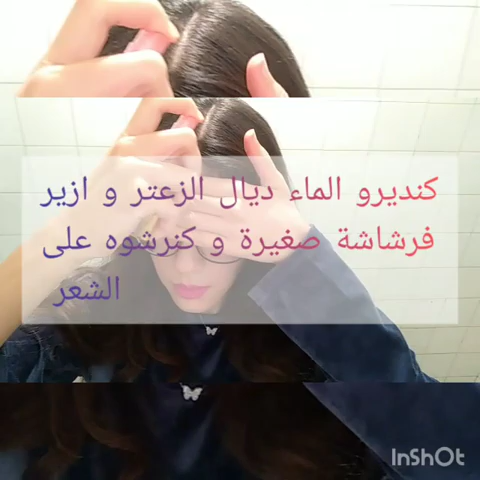 كنديرو الماء ديال الزعتر و ازير
فرشاشة صغيرة و كنرشوه على
الشعر
InShOt